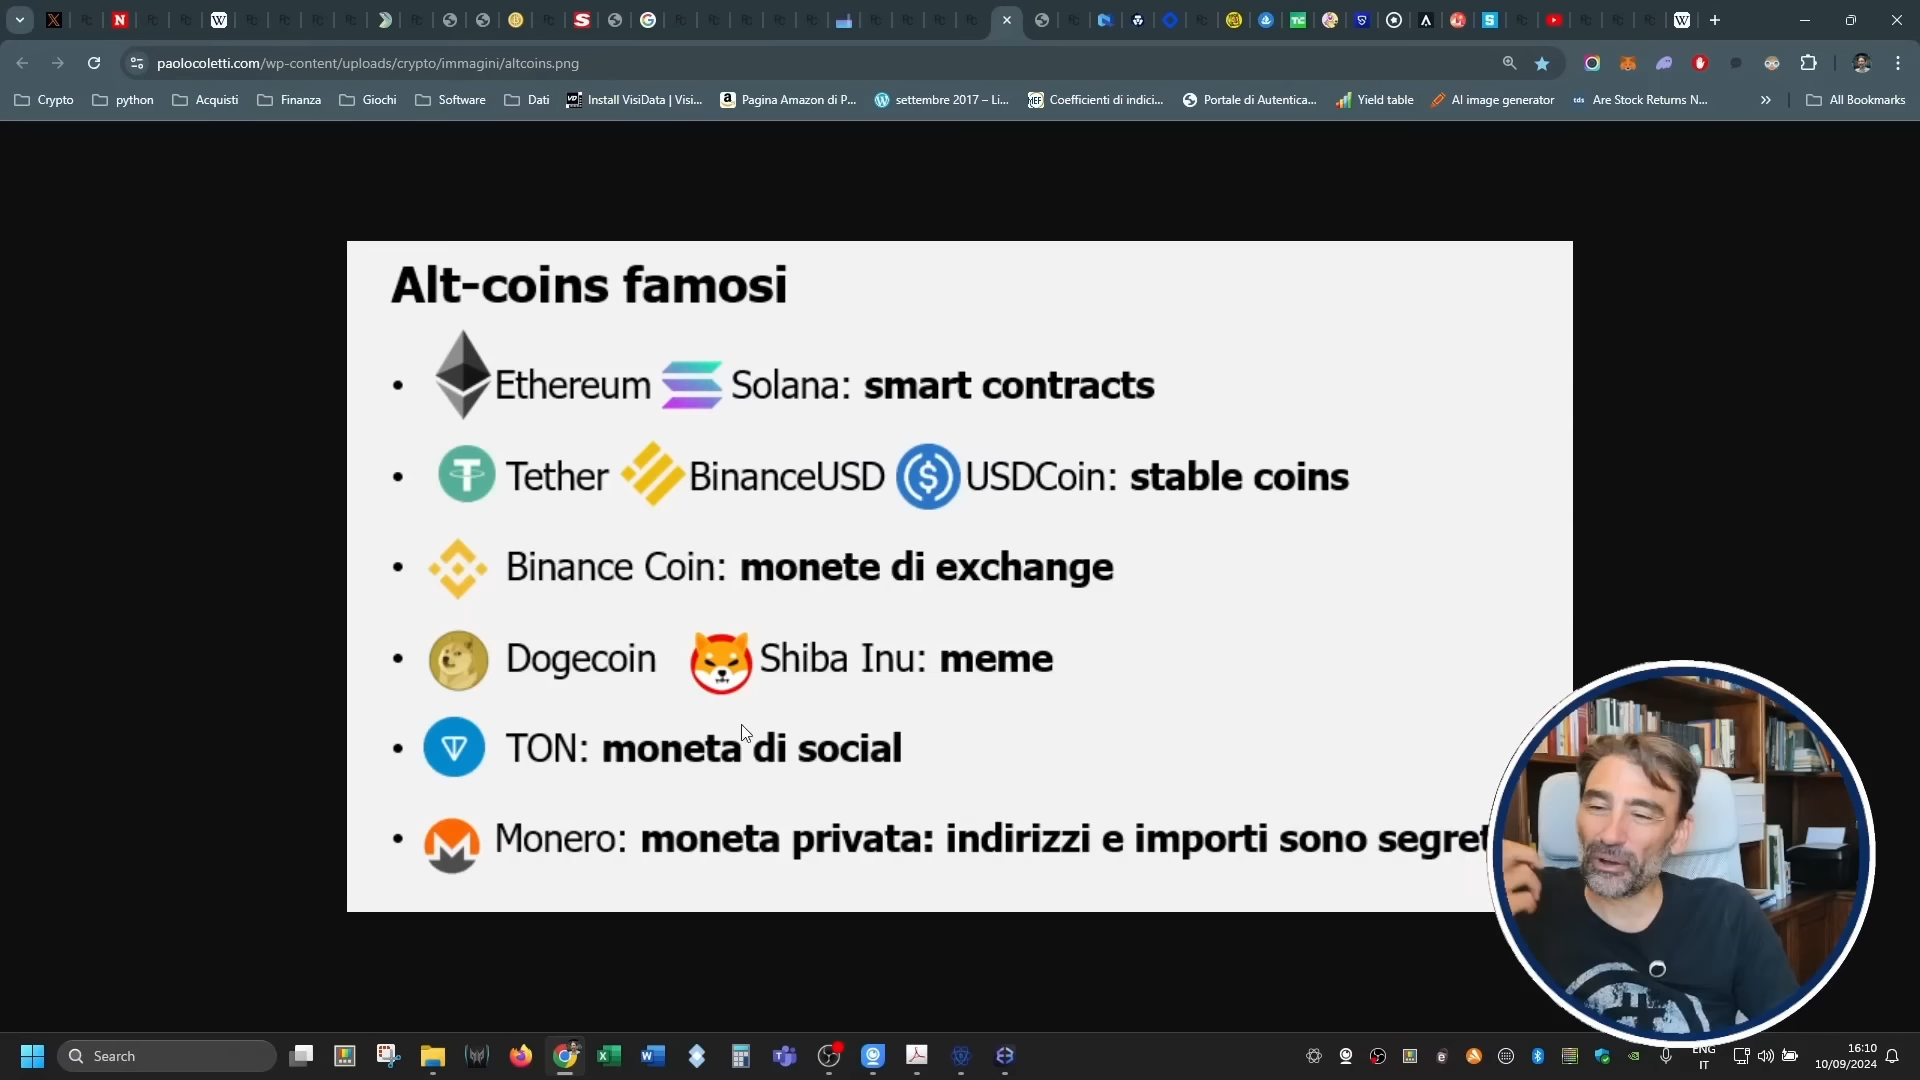 paolocoletti.com/wp-content/uploads/crypto/immagini/altcoins.png
Crypto
python
Acquisti
Finanza
Giochi
Software
Dati
Install VisiData | Visi...
Pagina Amazon di P...
settembre 2017 – Li...
Coefficienti di indici...
Portale di Autentica...
Yield table
AI image generator
Are Stock Returns N...
All Bookmarks
Alt-coins famosi
• Ethereum Solana: smart contracts
• Tether BinanceUSD USDCoin: stable coins
• Binance Coin: monete di exchange
• Dogecoin Shiba Inu: meme
• TON: moneta di social
• Monero: moneta privata: indirizzi e importi sono segret
Search
ENG
IT
16:10
10/09/2024